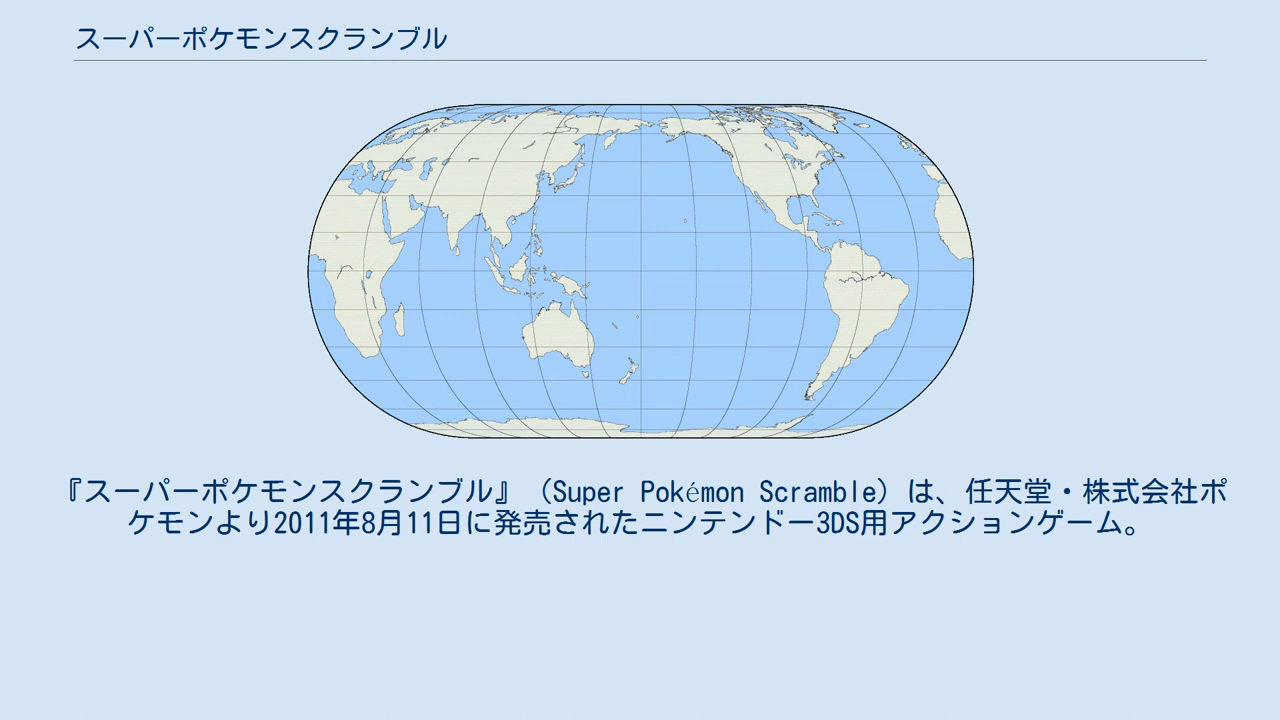 スーパーポケモンスクランブル
『スーパーポケモンスクランブル』（Super Pokémon Scramble）は、任天堂・株式会社ポ
ケモンより2011年8月11日に発売されたニンテンドー3DS用アクションゲーム。